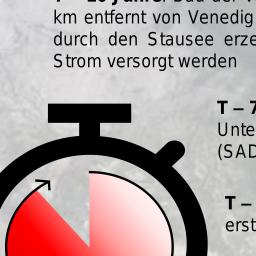 km entfernt von Venedig
durch den Stausee erze
Strom versorgt werden
T – 7
Unte
(SAD
T –
erst